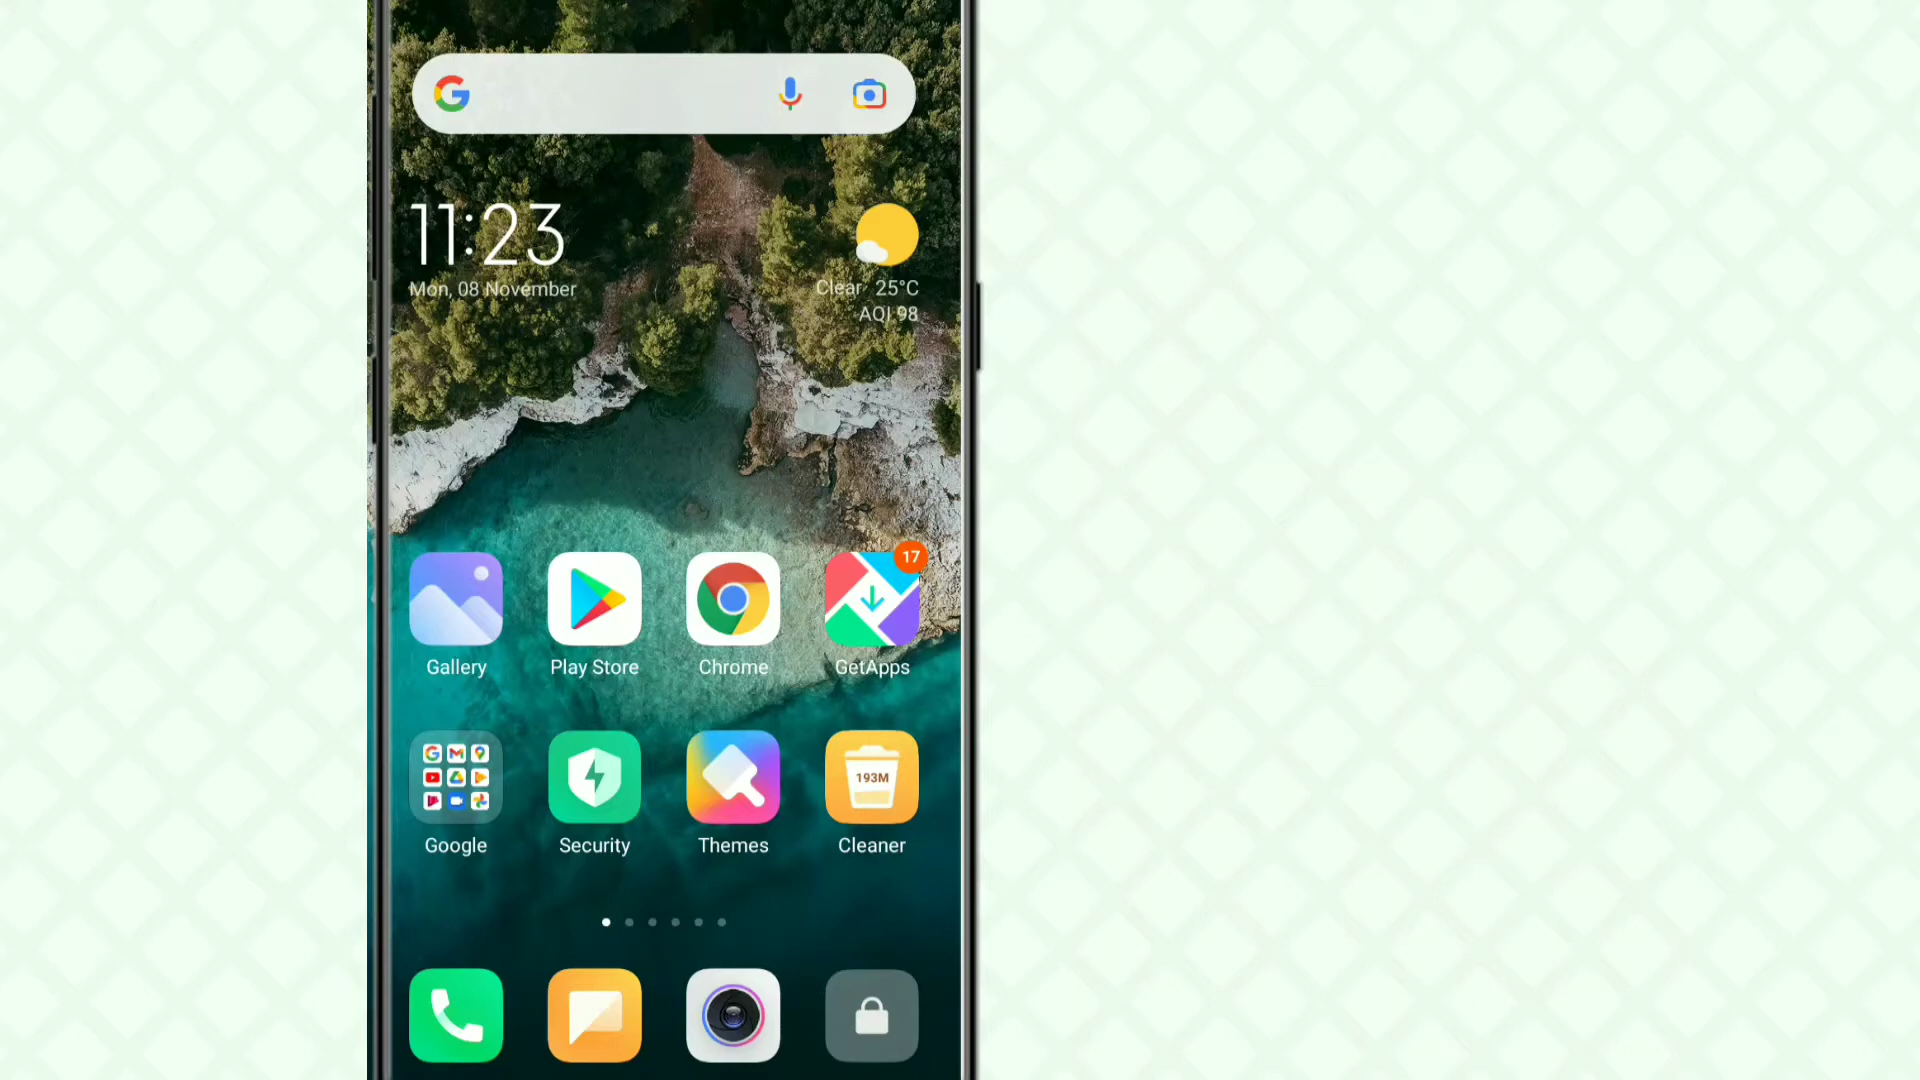 11:23
Mon, 08 November
Clear 25°C
AQI 98
17
Gallery
Play Store
Chrome
GetApps
193M
Google
Security
Themes
Cleaner